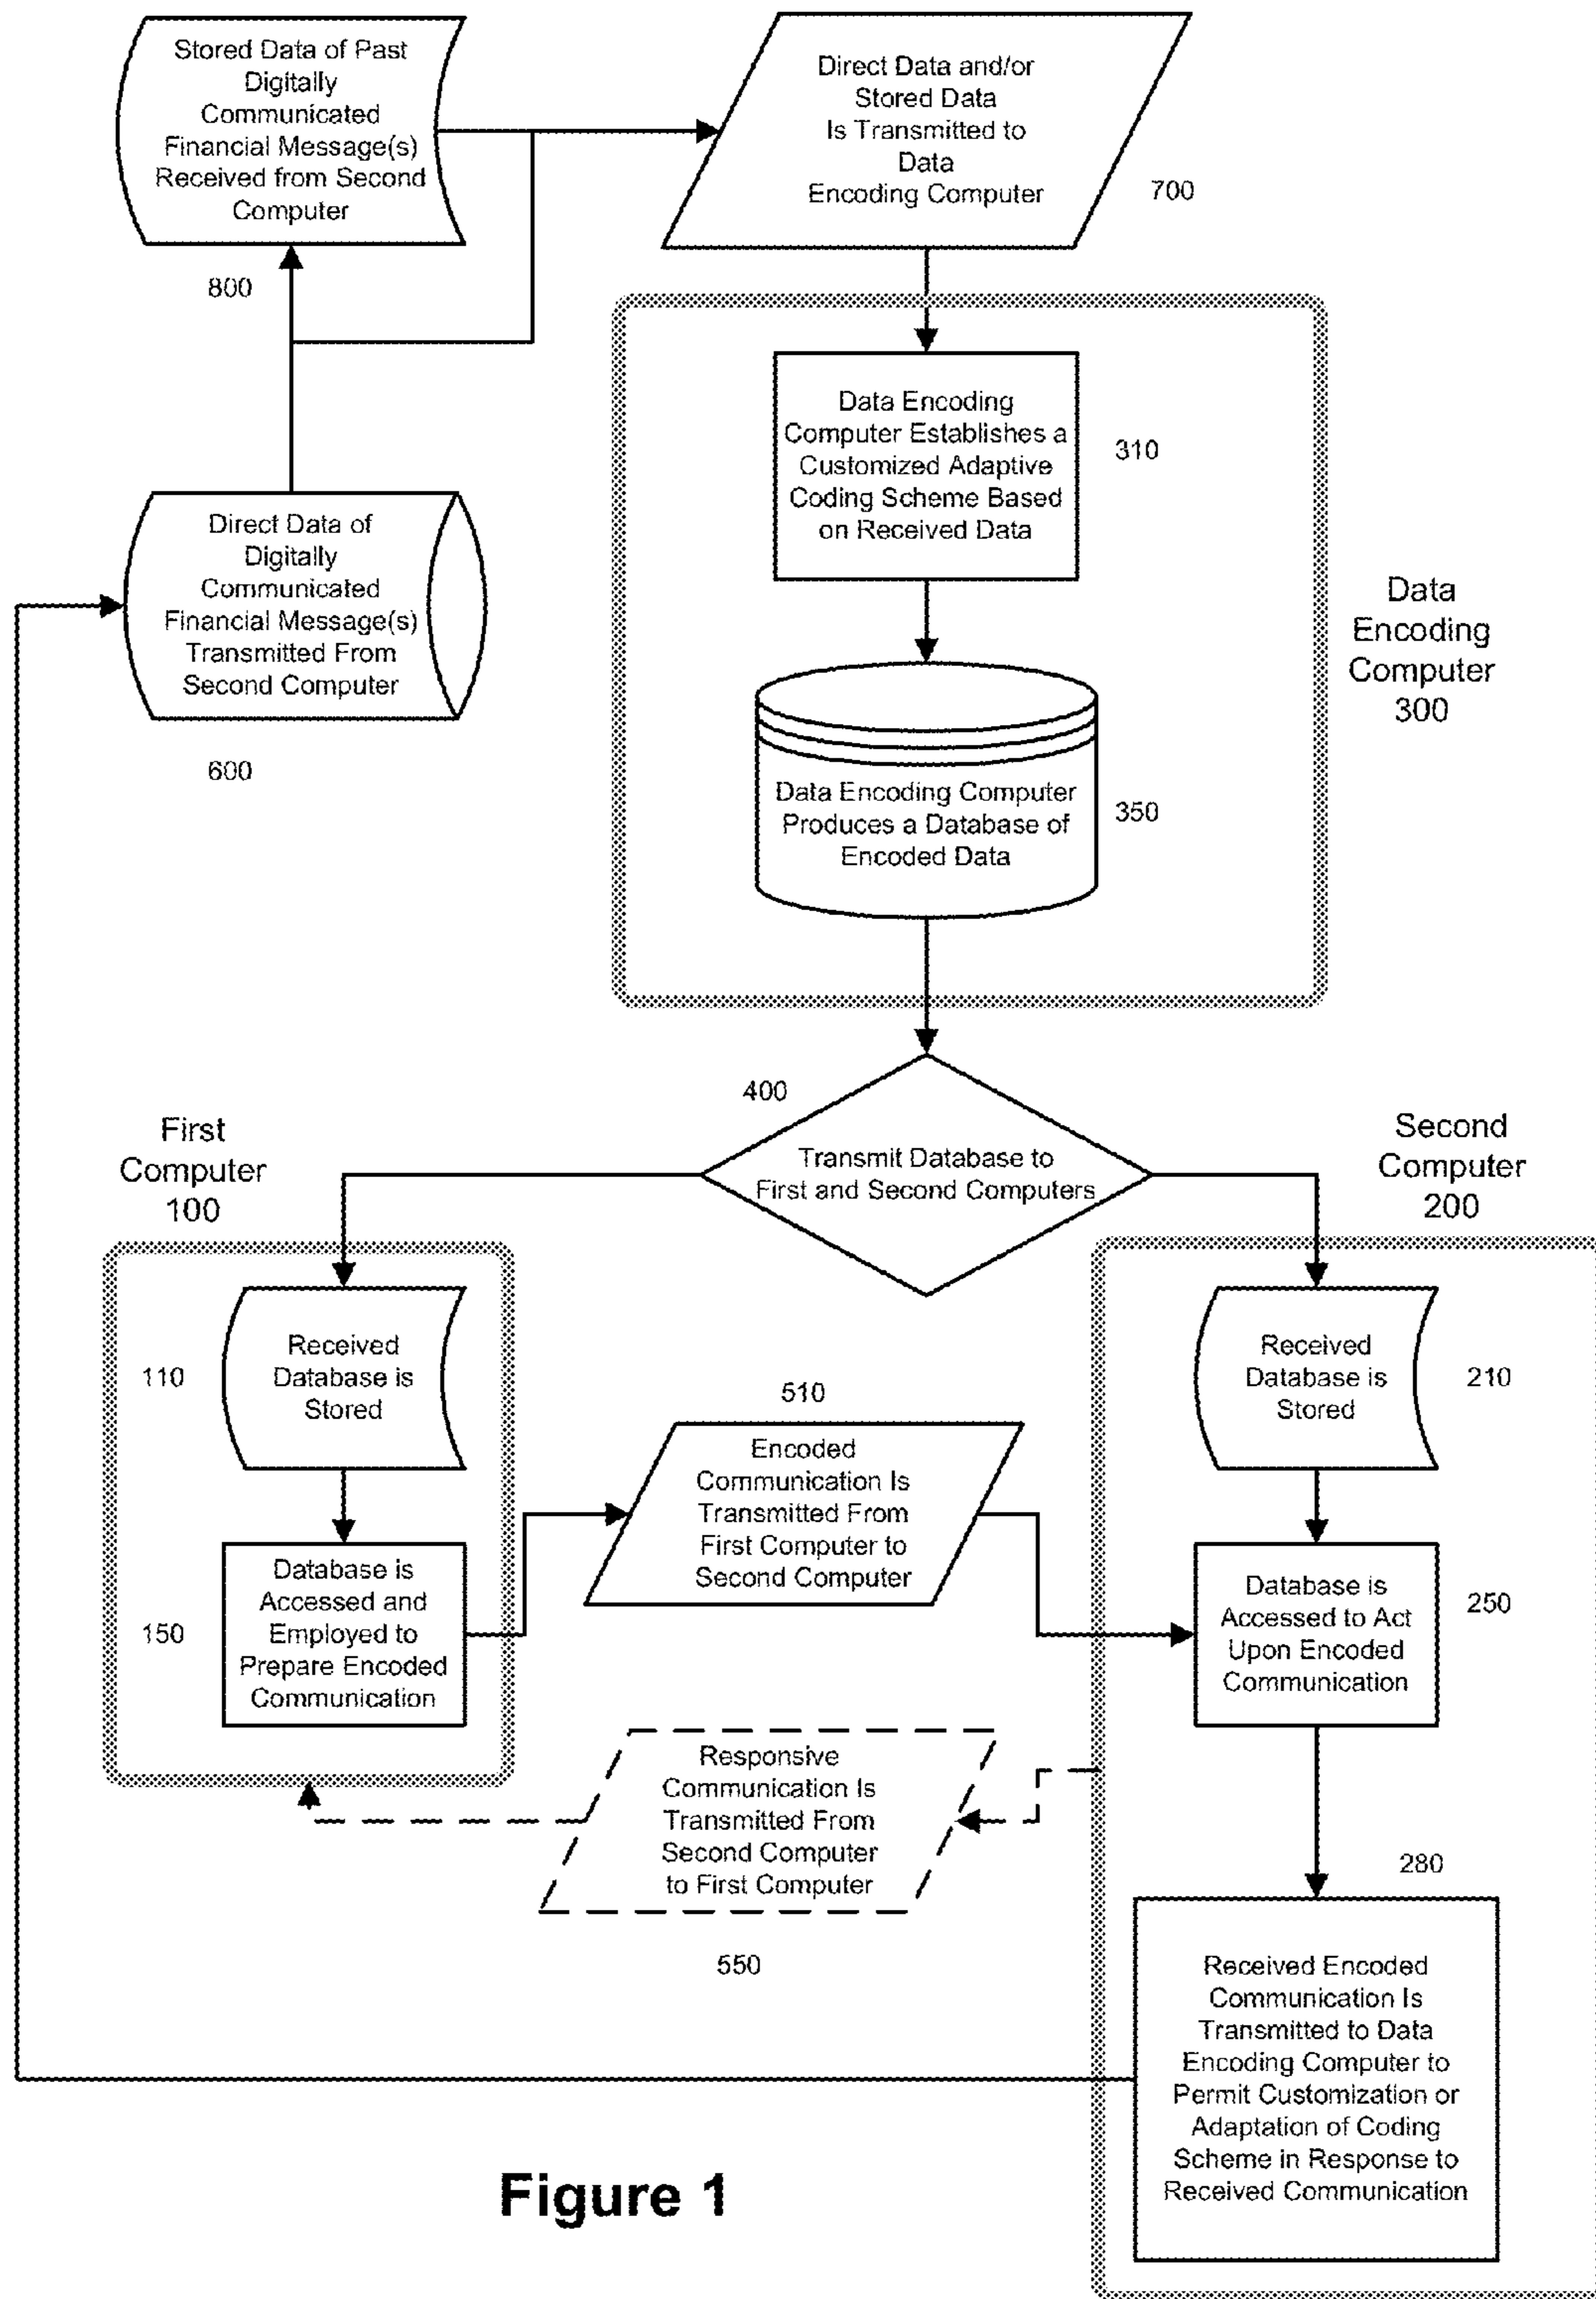 Stored Data of Past
Digitally
Communicated
Financial Message(s)
Received from Second
Computer
800
Direct Data and/or
Stored Data
Is Transmitted to
Data
Encoding Computer
700
Data Encoding
Computer Establishes a
Customized Adaptive
Coding Scheme Based
on Received Data
310
Direct Data of
Digitally
Communicated
Financial Message(s)
Transmitted From
Second Computer
600
Data
Encoding
Computer
300
Data Encoding Computer
Produces a Database of
Encoded Data
350
400
Transmit Database to
First and Second Computers
First
Computer
100
Second
Computer
200
110
Received
Database is
Stored
Received
Database is
Stored
210
510
Encoded
Communication Is
Transmitted From
First Computer to
Second Computer
150
Database is
Accessed and
Employed to
Prepare Encoded
Communication
Database is
Accessed to Act
Upon Encoded
Communication
250
Responsive
Communication Is
Transmitted From
Second Computer
to First Computer
550
280
Received Encoded
Communication Is
Transmitted to Data
Encoding Computer to
Permit Customization or
Adaptation of Coding
Scheme in Response to
Received Communication
Figure 1